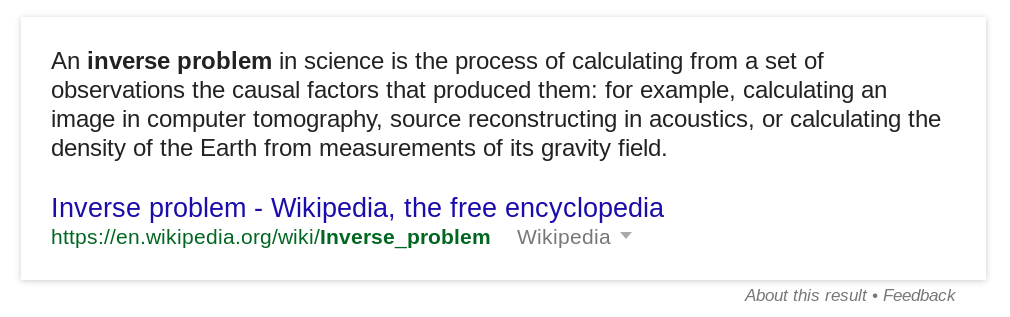 An inverse problem in science is the process of calculating from a set of
observations the causal factors that produced them: for example, calculating an
image in computer tomography, source reconstructing in acoustics, or calculating the
density of the Earth from measurements of its gravity field.
Inverse problem - Wikipedia, the free encyclopedia
https://en.wikipedia.org/wiki/Inverse_problem Wikipedia
About this result • Feedback